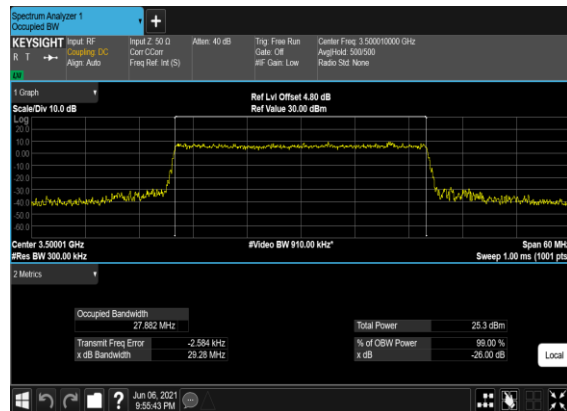 Spectrum Analyzer 1
Occupied BW
+
KEYSIGHT Input: RF Input Z: 50 Ω Atten: 40 dB Trig: Free Run Center Freq: 3.500010000 GHz
R T Coupling: DC Corr CCorr Gate: Off Avg|Hold: 500/500
Align: Auto Freq Ref: Int (S) #IF Gain: Low Radio Std: None
LXI
1 Graph
Ref Lvl Offset 4.80 dB
Scale/Div 10.0 dB Ref Value 30.00 dBm
Log
20.0
10.0
0.00
-10.0
-20.0
-30.0
-40.0
-50.0
-60.0
Center 3.50001 GHz #Video BW 910.00 kHz* Span 60 MHz
#Res BW 300.00 kHz Sweep 1.00 ms (1001 pts)
2 Metrics
Occupied Bandwidth
27.882 MHz Total Power 25.3 dBm
Transmit Freq Error -2.584 kHz % of OBW Power 99.00 %
x dB Bandwidth 29.28 MHz x dB -26.00 dB
Local
? Jun 06, 2021
9:55:43 PM